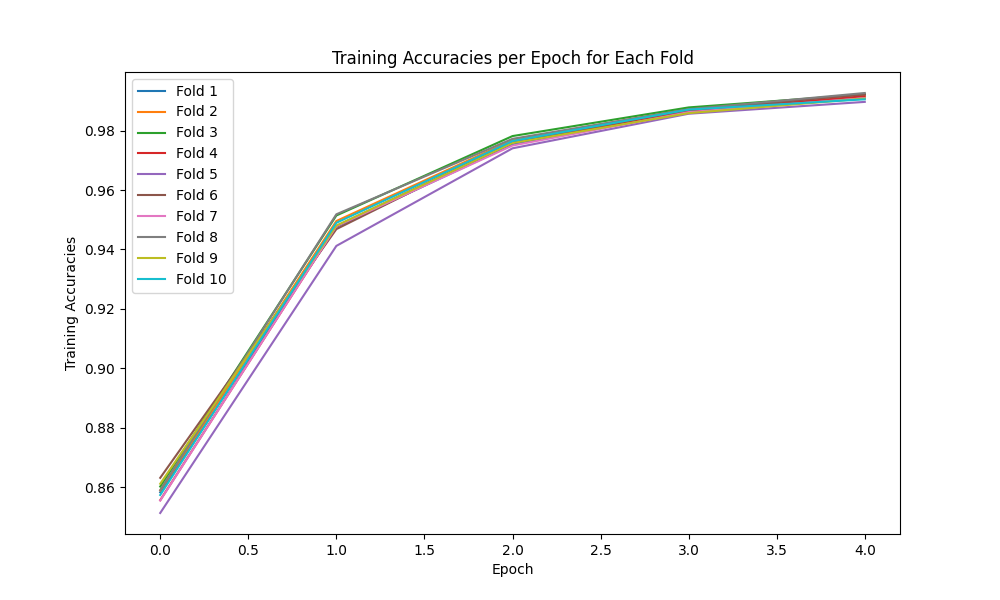 Training Accuracies per Epoch for Each Fold
Fold 1
Fold 2
Fold 3
Fold 4
Fold 5
Fold 6
Fold 7
Fold 8
Fold 9
Fold 10
Training Accuracies
0.98
0.96
0.94
0.92
0.90
0.88
0.86
0.0 0.5 1.0 1.5 2.0 2.5 3.0 3.5 4.0
Epoch